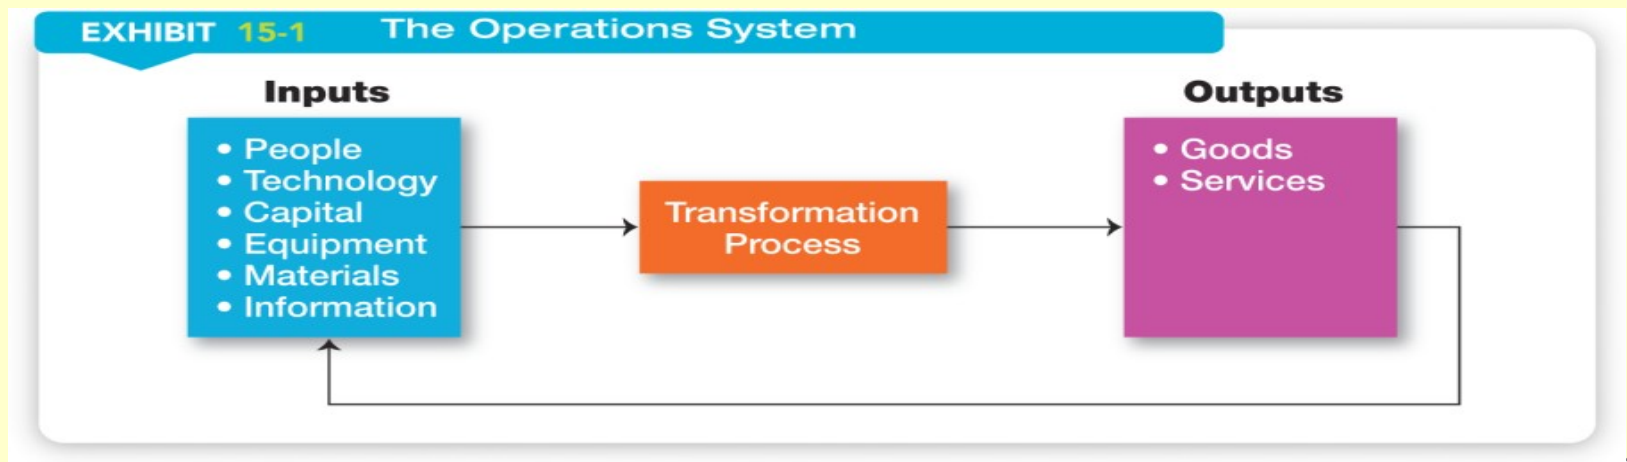 EXHIBIT 15-1 The Operations System
Inputs
• People
• Technology
• Capital
• Equipment
• Materials
• Information
Transformation
Process
Outputs
• Goods
• Services